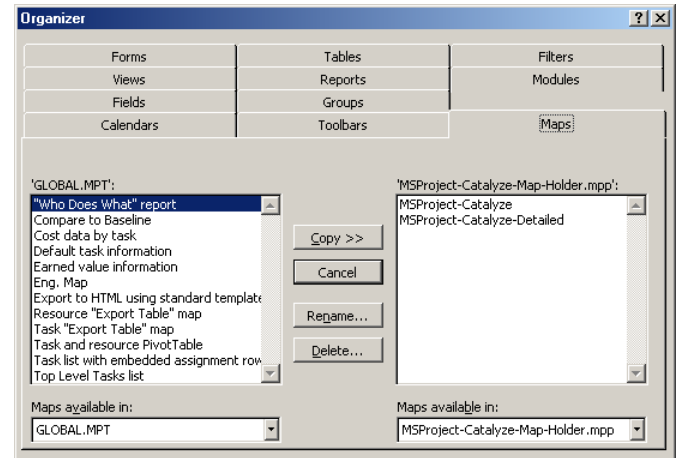 Organizer
Forms
Tables
Filters
Views
Reports
Modules
Fields
Groups
Calendars
Toolbars
Maps
'GLOBAL.MPT':
"Who Does What" report
Compare to Baseline
Cost data by task
Default task information
Earned value information
Eng. Map
Export to HTML using standard template
Resource "Export Table" map
Task "Export Table" map
Task and resource PivotTable
Task list with embedded assignment row
Top Level Tasks list
Copy >>
Cancel
Rename...
Delete...
'MSProject-Catalyze-Map-Holder.mpp':
MSProject-Catalyze
MSProject-Catalyze-Detailed
Maps available in:
GLOBAL.MPT
Maps available in:
MSProject-Catalyze-Map-Holder.mpp